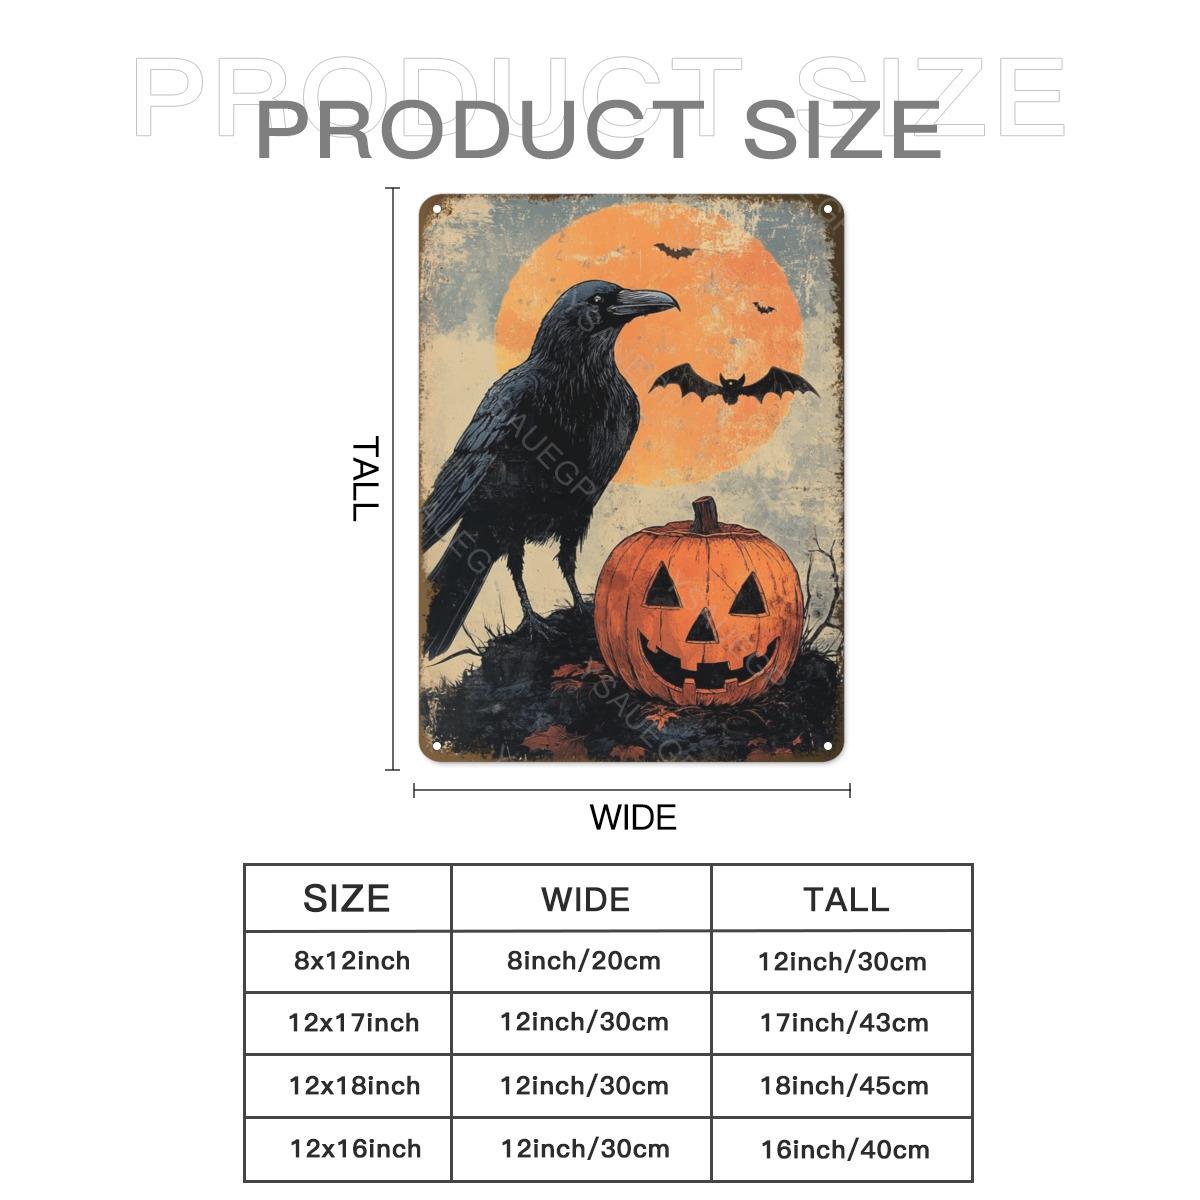 PRODUCT SIZE
PRODUCT SIZE
TALL
WIDE
SIZE WIDE TALL
8x12inch 8inch/20cm 12inch/30cm
12x17inch 12inch/30cm 17inch/43cm
12x18inch 12inch/30cm 18inch/45cm
12x16inch 12inch/30cm 16inch/40cm